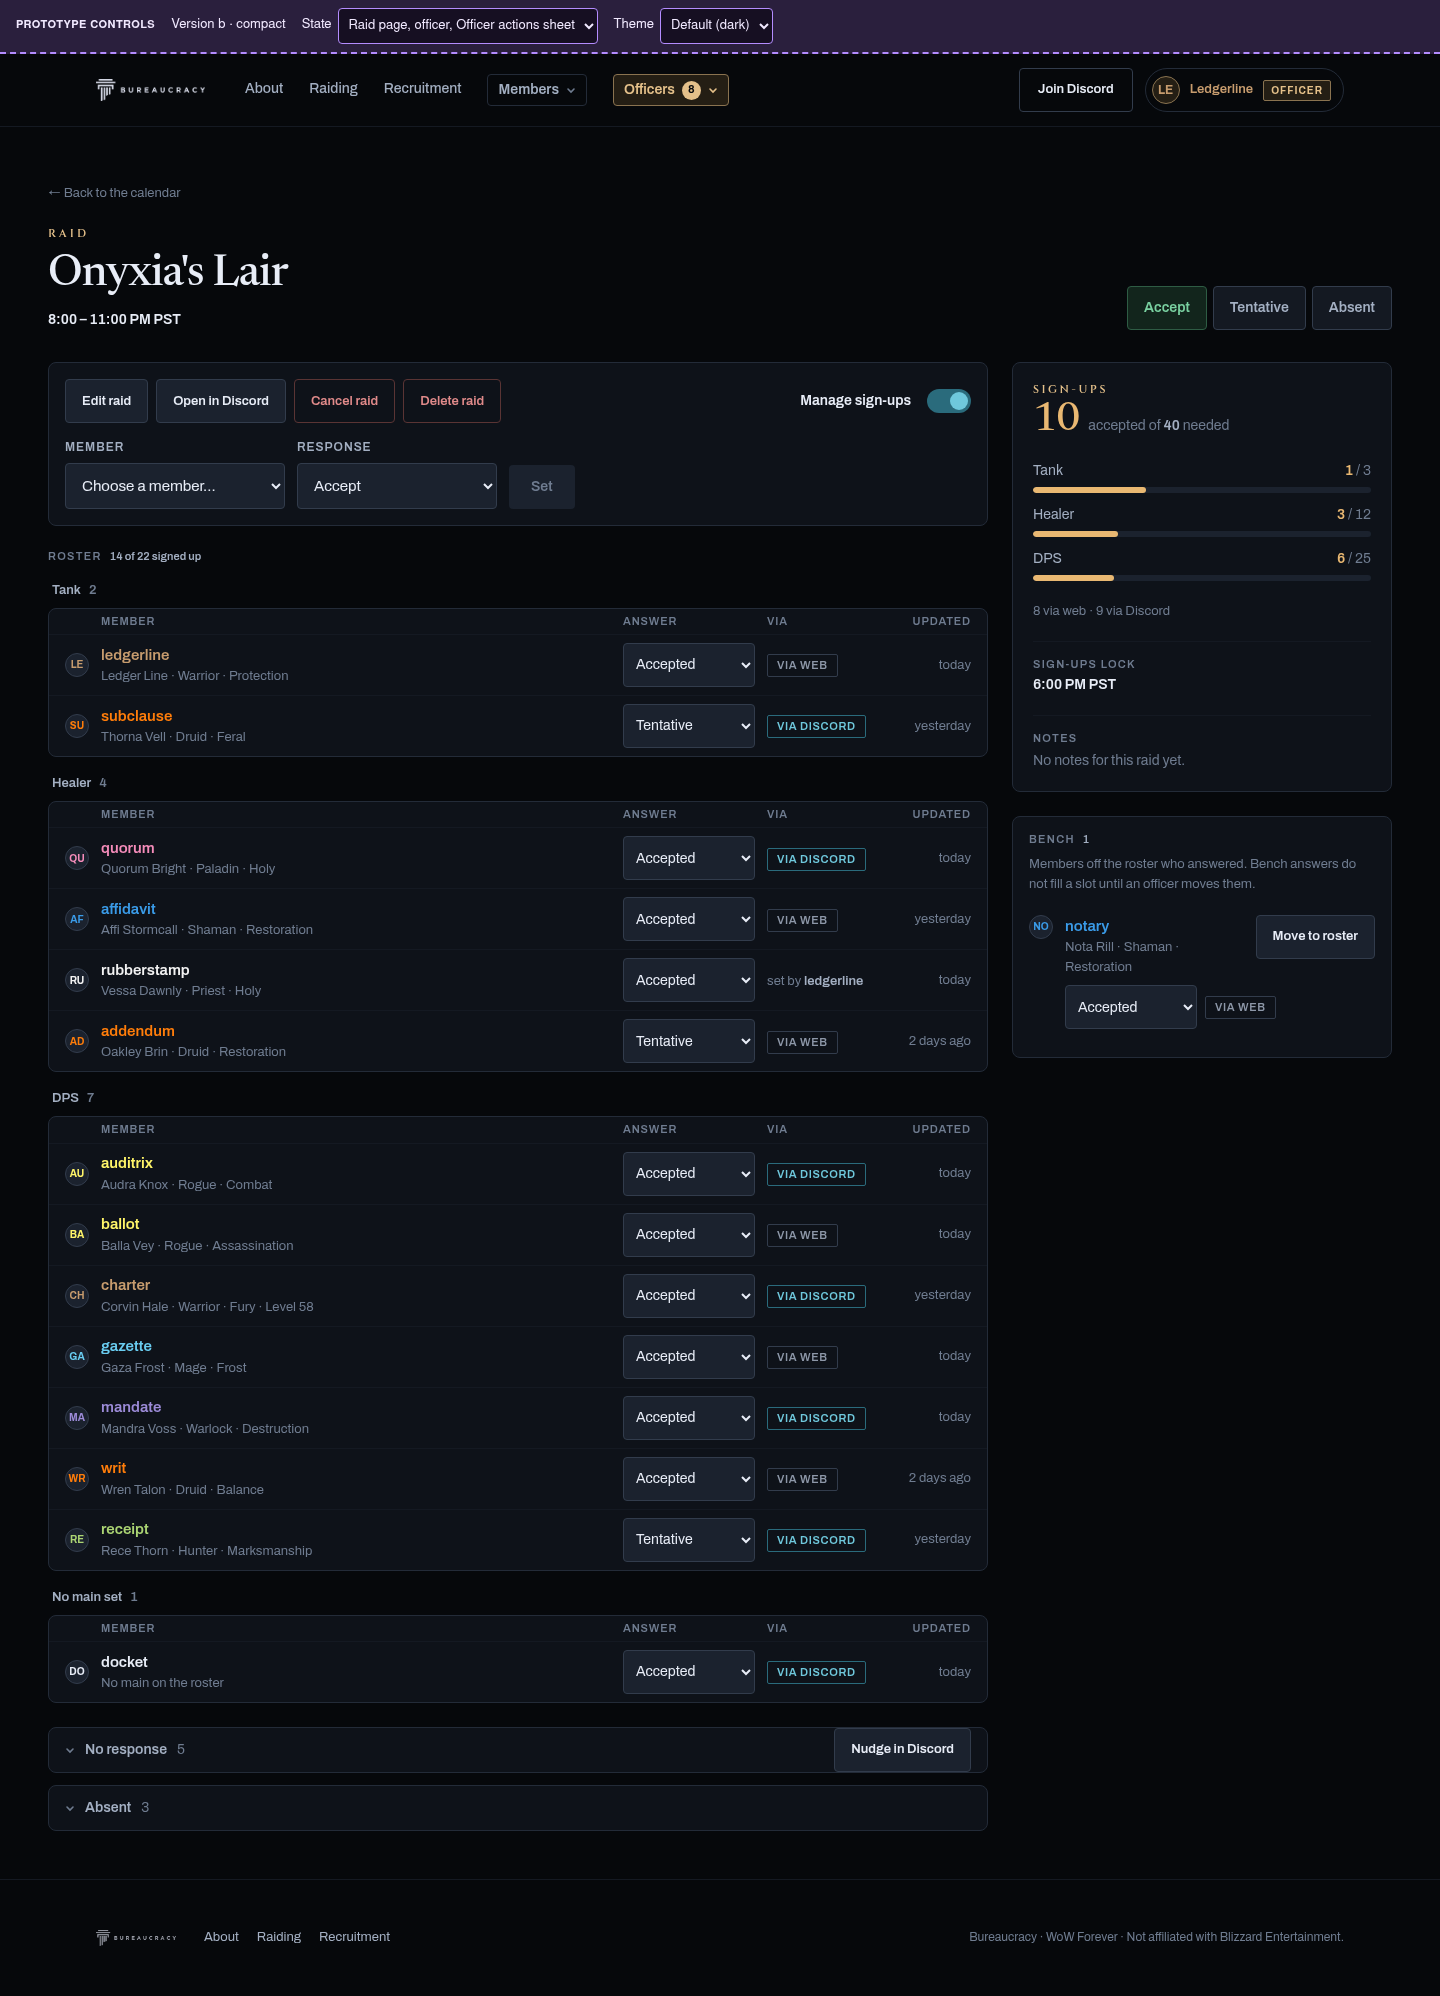 PROTOTYPE CONTROLS Version b · compact State Raid page, officer, Officer actions sheet Theme Default (dark)
BUREAUCRACY About Raiding Recruitment Members Officers 8 Join Discord LE Ledgerline OFFICER
← Back to the calendar
RAID
Onyxia's Lair
8:00 – 11:00 PM PST
Accept Tentative Absent
Edit raid Open in Discord Cancel raid Delete raid Manage sign-ups
MEMBER RESPONSE
Choose a member... Accept Set
ROSTER 14 of 22 signed up
Tank 2
MEMBER ANSWER VIA UPDATED
LE ledgerline Accepted VIA WEB today
Ledger Line · Warrior · Protection
SU subclause Tentative VIA DISCORD yesterday
Thorna Vell · Druid · Feral
Healer 4
MEMBER ANSWER VIA UPDATED
QU quorum Accepted VIA DISCORD today
Quorum Bright · Paladin · Holy
AF affidavit Accepted VIA WEB yesterday
Affi Stormcall · Shaman · Restoration
RU rubberstamp Accepted set by ledgerline today
Vessa Dawnly · Priest · Holy
AD addendum Tentative VIA WEB 2 days ago
Oakley Brin · Druid · Restoration
DPS 7
MEMBER ANSWER VIA UPDATED
AU auditrix Accepted VIA DISCORD today
Audra Knox · Rogue · Combat
BA ballot Accepted VIA WEB today
Balla Vey · Rogue · Assassination
CH charter Accepted VIA DISCORD yesterday
Corvin Hale · Warrior · Fury · Level 58
GA gazette Accepted VIA WEB today
Gaza Frost · Mage · Frost
MA mandate Accepted VIA DISCORD today
Mandra Voss · Warlock · Destruction
WR writ Accepted VIA WEB 2 days ago
Wren Talon · Druid · Balance
RE receipt Tentative VIA DISCORD yesterday
Rece Thorn · Hunter · Marksmanship
No main set 1
MEMBER ANSWER VIA UPDATED
DO docket Accepted VIA DISCORD today
No main on the roster
No response 5 Nudge in Discord
Absent 3
SIGN-UPS
10 accepted of 40 needed
Tank 1 / 3
Healer 3 / 12
DPS 6 / 25
8 via web · 9 via Discord
SIGN-UPS LOCK
6:00 PM PST
NOTES
No notes for this raid yet.
BENCH 1
Members off the roster who answered. Bench answers do
not fill a slot until an officer moves them.
NO notary Move to roster
Nota Rill · Shaman ·
Restoration
Accepted VIA WEB
BUREAUCRACY About Raiding Recruitment Bureaucracy · WoW Forever · Not affiliated with Blizzard Entertainment.